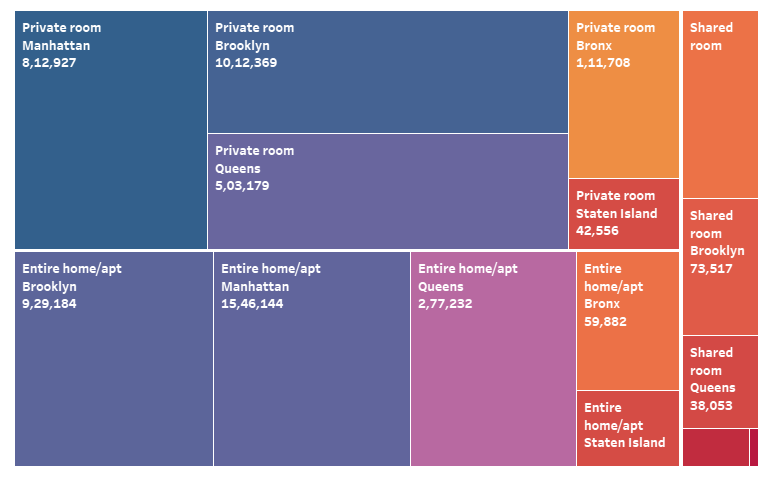 Private room
Manhattan
8,12,927
Private room
Brooklyn
10,12,369
Private room
Queens
5,03,179
Private room
Bronx
1,11,708
Private room
Staten Island
42,556
Entire home/apt
Brooklyn
9,29,184
Entire home/apt
Manhattan
15,46,144
Entire home/apt
Queens
2,77,232
Entire
home/apt
Bronx
59,882
Entire
home/apt
Staten Island
Shared
room
Shared
room
Brooklyn
73,517
Shared
room
Queens
38,053